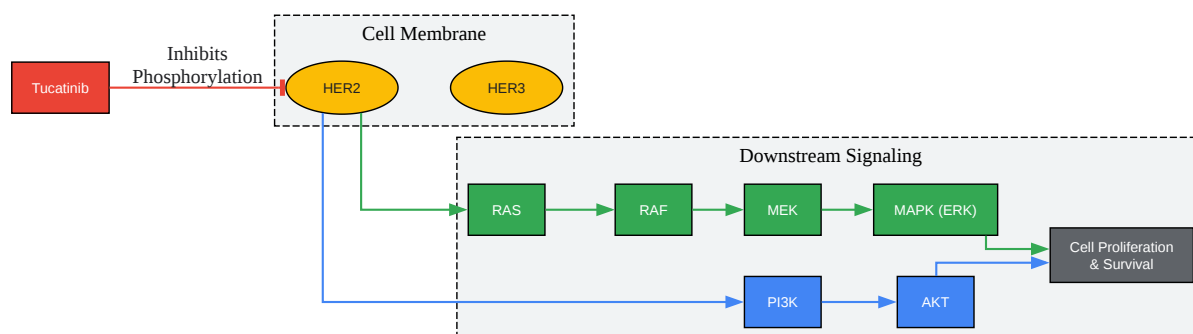 Cell Membrane
Inhibits
Phosphorylation
Tucatinib
HER2
HER3
Downstream Signaling
RAS
RAF
MEK
MAPK (ERK)
Cell Proliferation
& Survival
PI3K
AKT